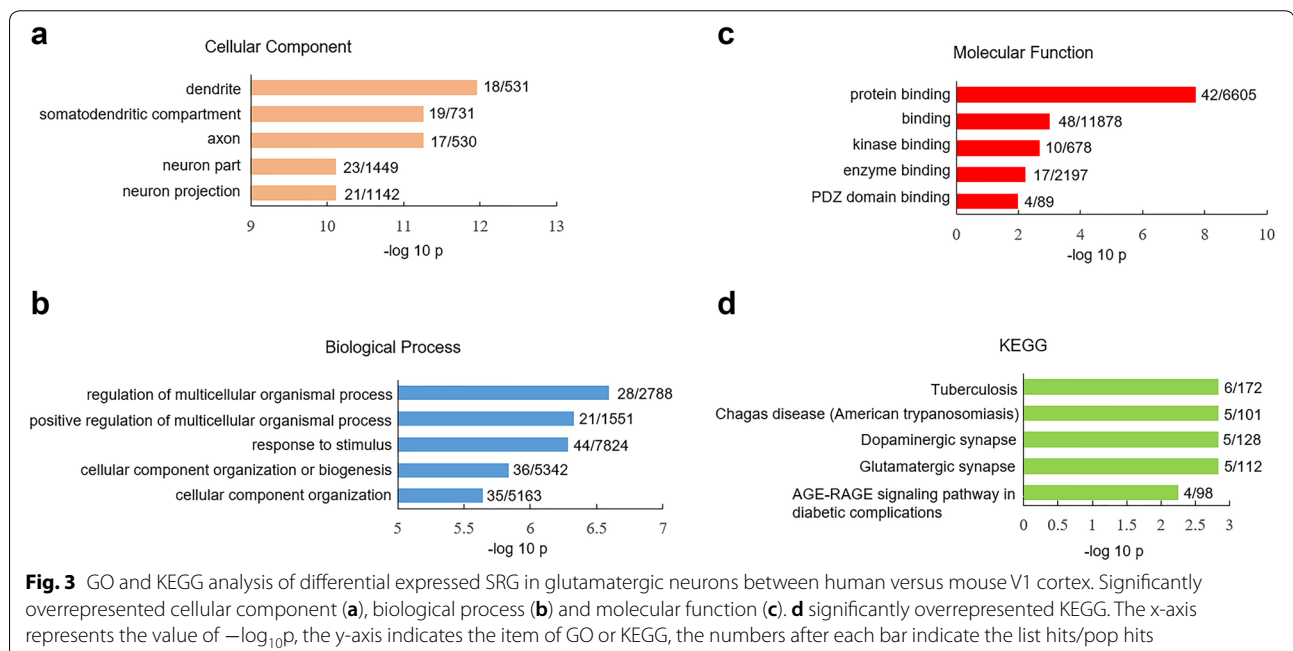 a
Cellular Component
dendrite 18/531
somatodendritic compartment 19/731
axon 17/530
neuron part 23/1449
neuron projection 21/1142
9 10 11 12 13
-log 10 p
c
Molecular Function
protein binding 42/6605
binding 48/11878
kinase binding 10/678
enzyme binding 17/2197
PDZ domain binding 4/89
0 2 4 6 8 10
-log 10 p
b
Biological Process
regulation of multicellular organismal process 28/2788
positive regulation of multicellular organismal process 21/1551
response to stimulus 44/7824
cellular component organization or biogenesis 36/5342
cellular component organization 35/5163
5 5.5 6 6.5 7
-log 10 p
d
KEGG
Tuberculosis 6/172
Chagas disease (American trypanosomiasis) 5/101
Dopaminergic synapse 5/128
Glutamatergic synapse 5/112
AGE-RAGE signaling pathway in 4/98
diabetic complications
0 0.5 1 1.5 2 2.5 3
-log 10 p
Fig. 3 GO and KEGG analysis of differential expressed SRG in glutamatergic neurons between human versus mouse V1 cortex. Significantly
overrepresented cellular component (a), biological process (b) and molecular function (c). d significantly overrepresented KEGG. The x-axis
represents the value of −log₁₀p, the y-axis indicates the item of GO or KEGG, the numbers after each bar indicate the list hits/pop hits